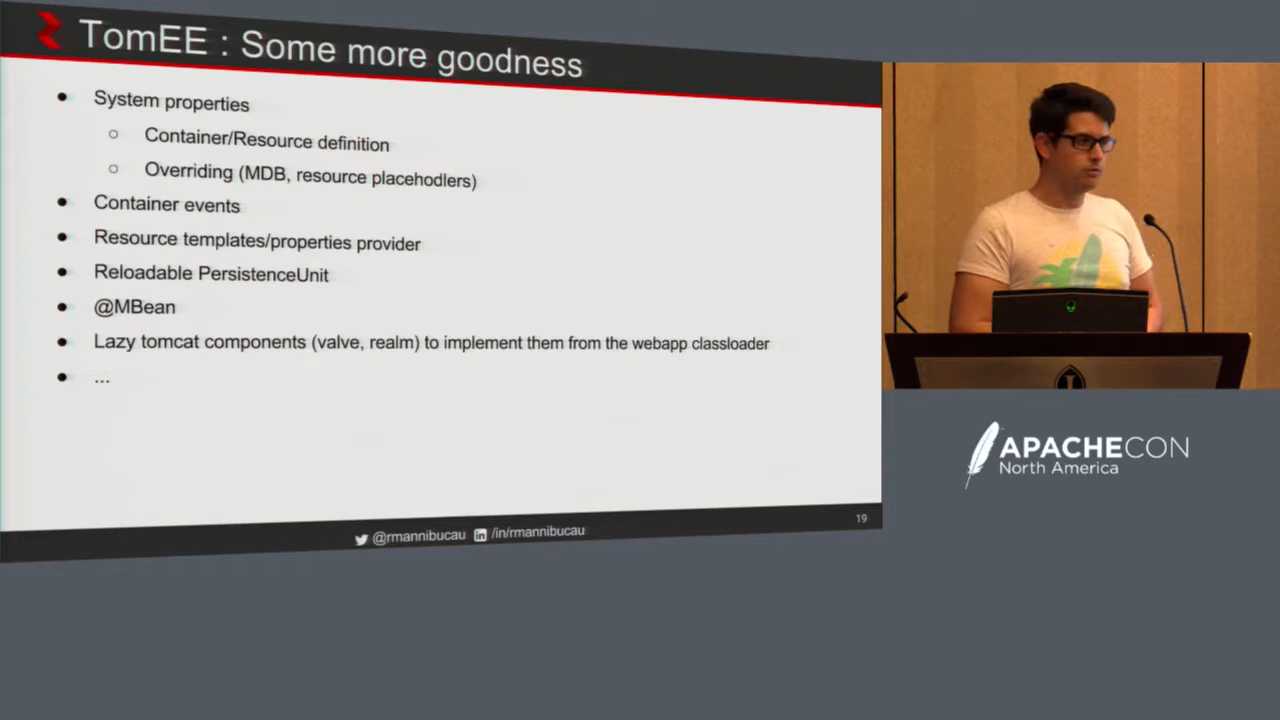 TomEE : Some more goodness
System properties
Container/Resource definition
Overriding (MDB, resource placehodlers)
Container events
Resource templates/properties provider
Reloadable PersistenceUnit
@MBean
Lazy tomcat components (valve, realm) to implement them from the webapp classloader
...
@rmannibucau /in/rmannibucau
19
APACHECON
North America